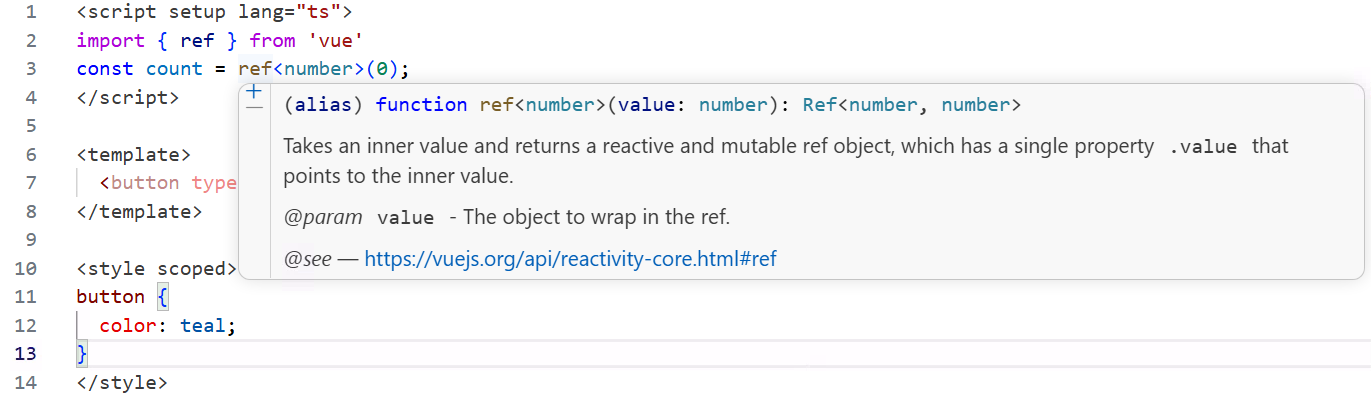 1 <script setup lang="ts">
2 import { ref } from 'vue'
3 const count = ref<number>(0);
4 </script>
5
6 <template>
7 <button type
8 </template>
9
10 <style scoped>
11 button {
12 color: teal;
13 }
14 </style>
(alias) function ref<number>(value: number): Ref<number, number>
Takes an inner value and returns a reactive and mutable ref object, which has a single property .value that
points to the inner value.
@param value - The object to wrap in the ref.
@see — https://vuejs.org/api/reactivity-core.html#ref